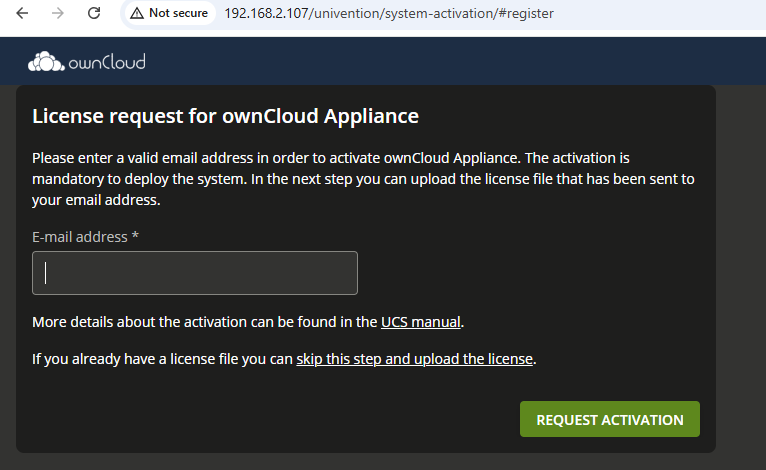 Not secure 192.168.2.107/univention/system-activation/#register
ownCloud
License request for ownCloud Appliance
Please enter a valid email address in order to activate ownCloud Appliance. The activation is
mandatory to deploy the system. In the next step you can upload the license file that has been sent to
your email address.
E-mail address *
More details about the activation can be found in the UCS manual.
If you already have a license file you can skip this step and upload the license.
REQUEST ACTIVATION